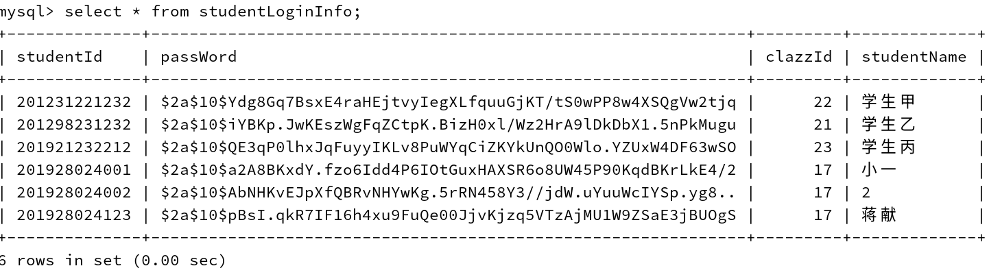 mysql> select * from studentLoginInfo;
+--------------+--------------------------------------------------------------+---------+-------------+
| studentId    | passWord                                                     | clazzId | studentName |
+--------------+--------------------------------------------------------------+---------+-------------+
| 201231221232 | $2a$10$Ydg8Gq7BsxE4raHEjtvyIegXLfquuGjKT/tS0wPP8w4XSQgVw2tjq |      22 | 学生甲      |
| 201298231232 | $2a$10$iYBKp.JwKEszWgFqZCtpK.BizH0xl/Wz2HrA9lDkDbX1.5nPkMugu |      21 | 学生乙      |
| 201921232212 | $2a$10$QE3qP0lhxJqFuyyIKLv8PuWYqCiZKYkUnQO0Wlo.YZUxW4DF63wSO |      23 | 学生丙      |
| 201928024001 | $2a$10$a2A8BKxdY.fzo6Idd4P6IOtGuxHAXSR6o8UW45P90KqdBKrLkE4/2 |      17 | 小一        |
| 201928024002 | $2a$10$AbNHKvEJpXfQBRvNHYwKg.5rRN458Y3//jdW.uYuuWcIYSp.yg8.. |      17 | 2           |
| 201928024123 | $2a$10$pBsI.qkR7IF16h4xu9FuQe00JjvKjzq5VTzAjMU1W9ZSaE3jBUOgS |      17 | 蒋献        |
+--------------+--------------------------------------------------------------+---------+-------------+
6 rows in set (0.00 sec)